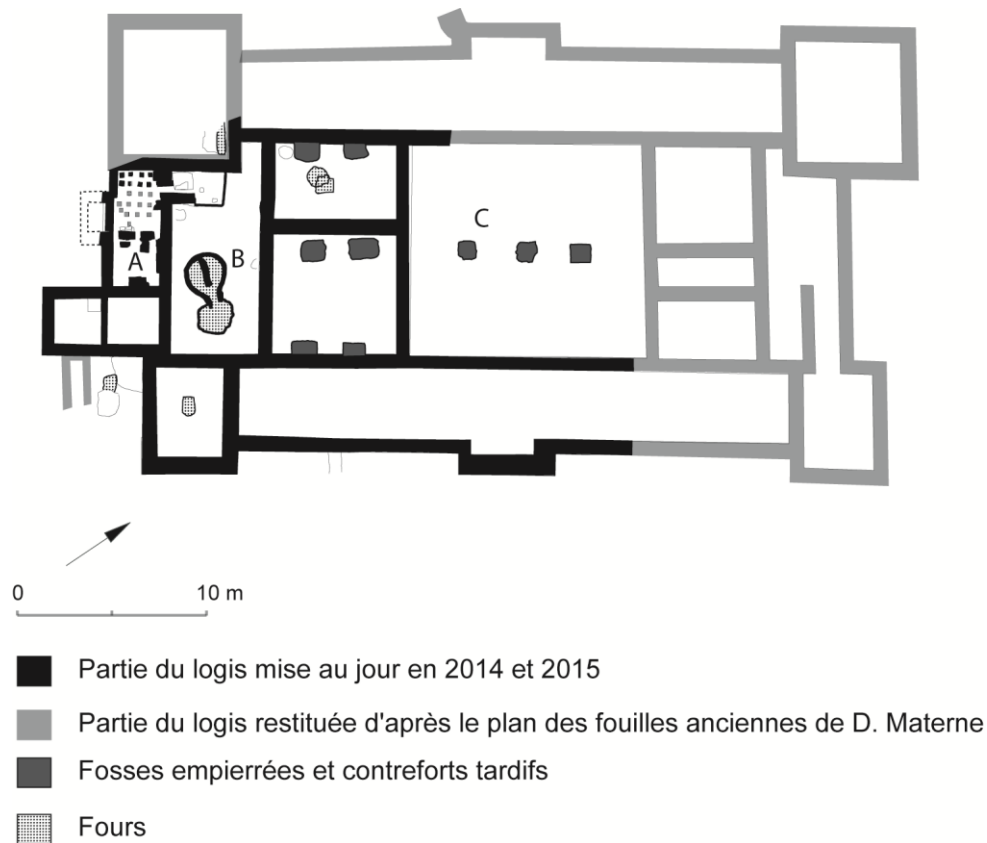 C
B
A
0 10 m
Partie du logis mise au jour en 2014 et 2015
Partie du logis restituée d'après le plan des fouilles anciennes de D. Materne
Fosses empierrées et contreforts tardifs
Fours